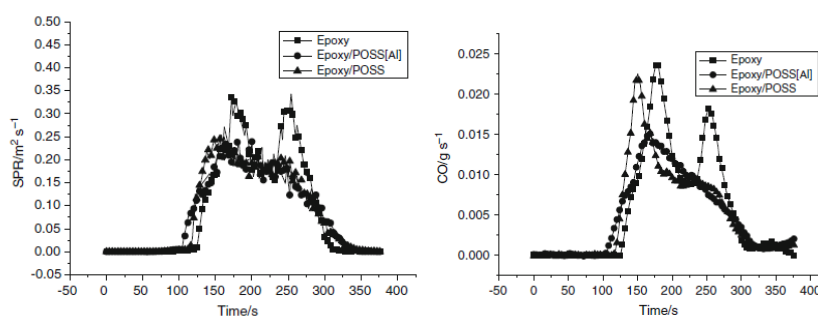 0.50
0.45
0.40
0.35
0.30
0.25
0.20
0.15
0.10
0.05
0.00
-0.05
SPR/m² s⁻¹
Epoxy
Epoxy/POSS[Al]
Epoxy/POSS
-50 0 50 100 150 200 250 300 350 400
Time/s
0.025
0.020
0.015
0.010
0.005
0.000
CO/g s⁻¹
Epoxy
Epoxy/POSS[Al]
Epoxy/POSS
-50 0 50 100 150 200 250 300 350 400
Time/s